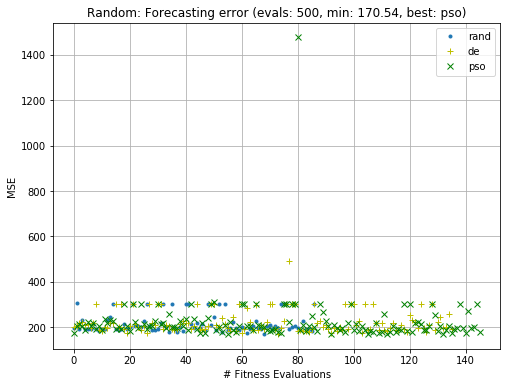 Random: Forecasting error (evals: 500, min: 170.54, best: pso)
rand
de
pso
1400
1200
1000
800
600
400
200
MSE
0 20 40 60 80 100 120 140
# Fitness Evaluations